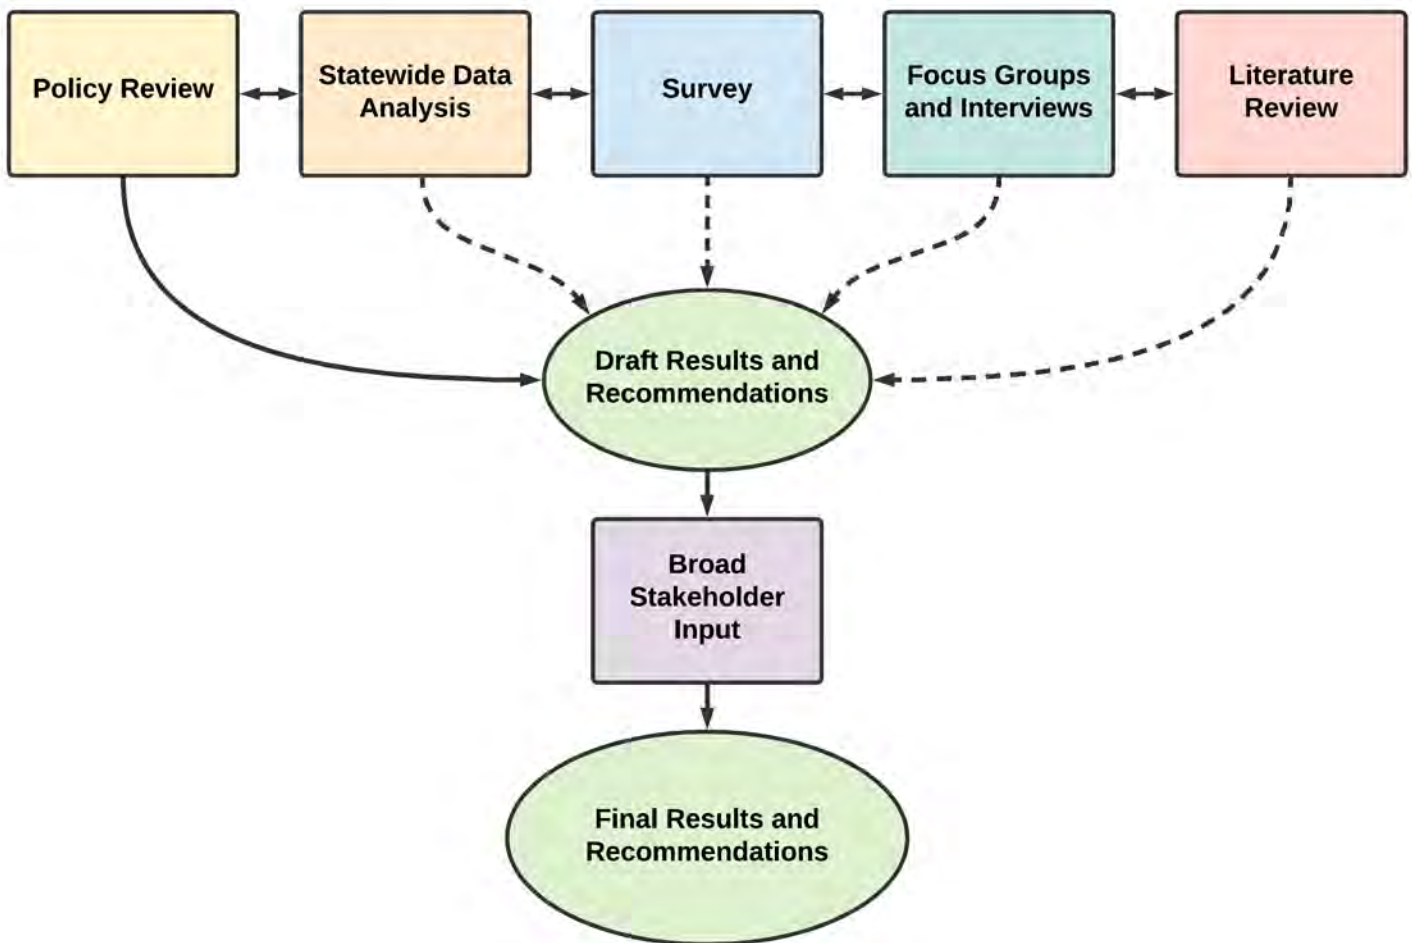 Policy Review
Statewide Data
Analysis
Survey
Focus Groups
and Interviews
Literature
Review
Draft Results and
Recommendations
Broad
Stakeholder
Input
Final Results and
Recommendations